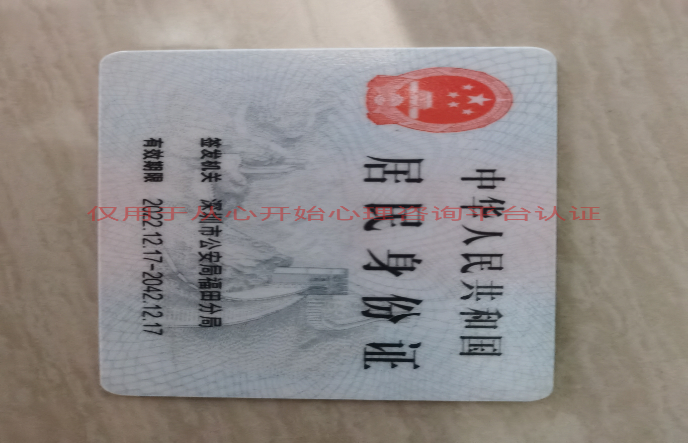 中华人民共和国
居民身份证
签发机关 深圳市公安局福田分局
有效期限 2022.12.17-2042.12.17
仅用于从心开始心理咨询平台认证